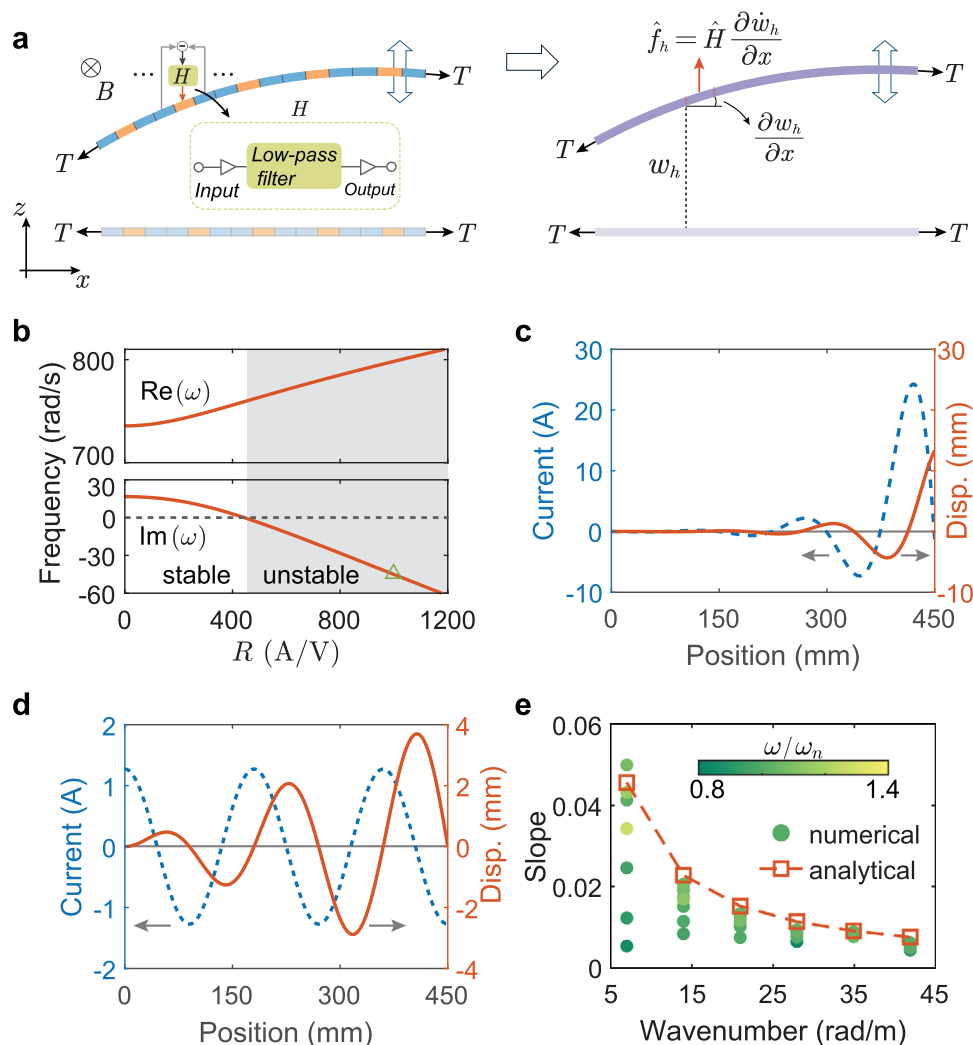 a
⊗
B
...
−
H
...
T
T
H
Input
Low-pass
filter
Output
T
T
z
x
f̂_h = Ĥ ∂ẇ_h/∂x
T
T
∂w_h/∂x
w_h
T
T
b
Frequency (rad/s)
800
700
Re(ω)
30
0
-30
-60
Im(ω)
stable
unstable
0
400
800
1200
R (A/V)
c
Current (A)
30
20
10
0
-10
30
-10
Disp. (mm)
0
150
300
450
Position (mm)
d
Current (A)
2
1
0
-1
-2
4
2
0
-2
-4
Disp. (mm)
0
150
300
450
Position (mm)
e
Slope
0.06
0.04
0.02
0
ω/ω_n
0.8
1.4
numerical
analytical
5
15
25
35
45
Wavenumber (rad/m)